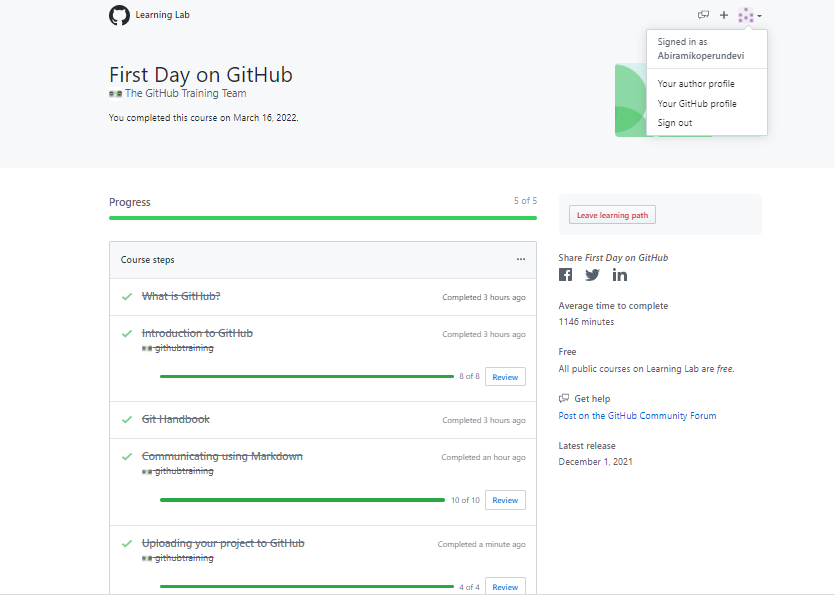 Learning Lab
Signed in as
Abiramikoperundevi
Your author profile
Your GitHub profile
Sign out
First Day on GitHub
The GitHub Training Team
You completed this course on March 16, 2022.
Progress
5 of 5
Course steps
What is GitHub?
Completed 3 hours ago
Introduction to GitHub
Completed 3 hours ago
githubtraining
8 of 8
Review
Git Handbook
Completed 3 hours ago
Communicating using Markdown
Completed an hour ago
githubtraining
10 of 10
Review
Uploading your project to GitHub
Completed a minute ago
githubtraining
4 of 4
Review
Leave learning path
Share First Day on GitHub
Average time to complete
1146 minutes
Free
All public courses on Learning Lab are free.
Get help
Post on the GitHub Community Forum
Latest release
December 1, 2021